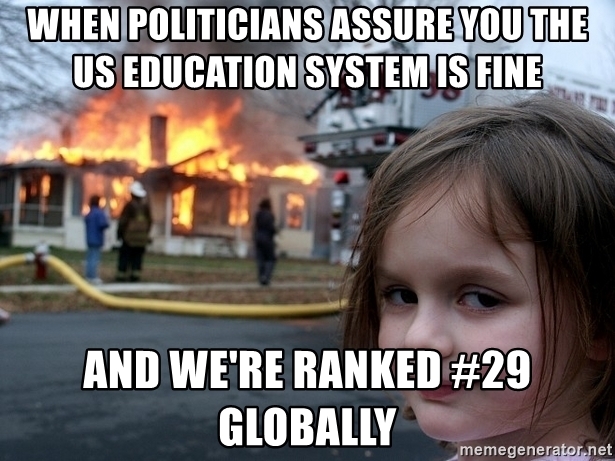 WHEN POLITICIANS ASSURE YOU THE
US EDUCATION SYSTEM IS FINE
AND WE'RE RANKED #29
GLOBALLY
memegenerator.net